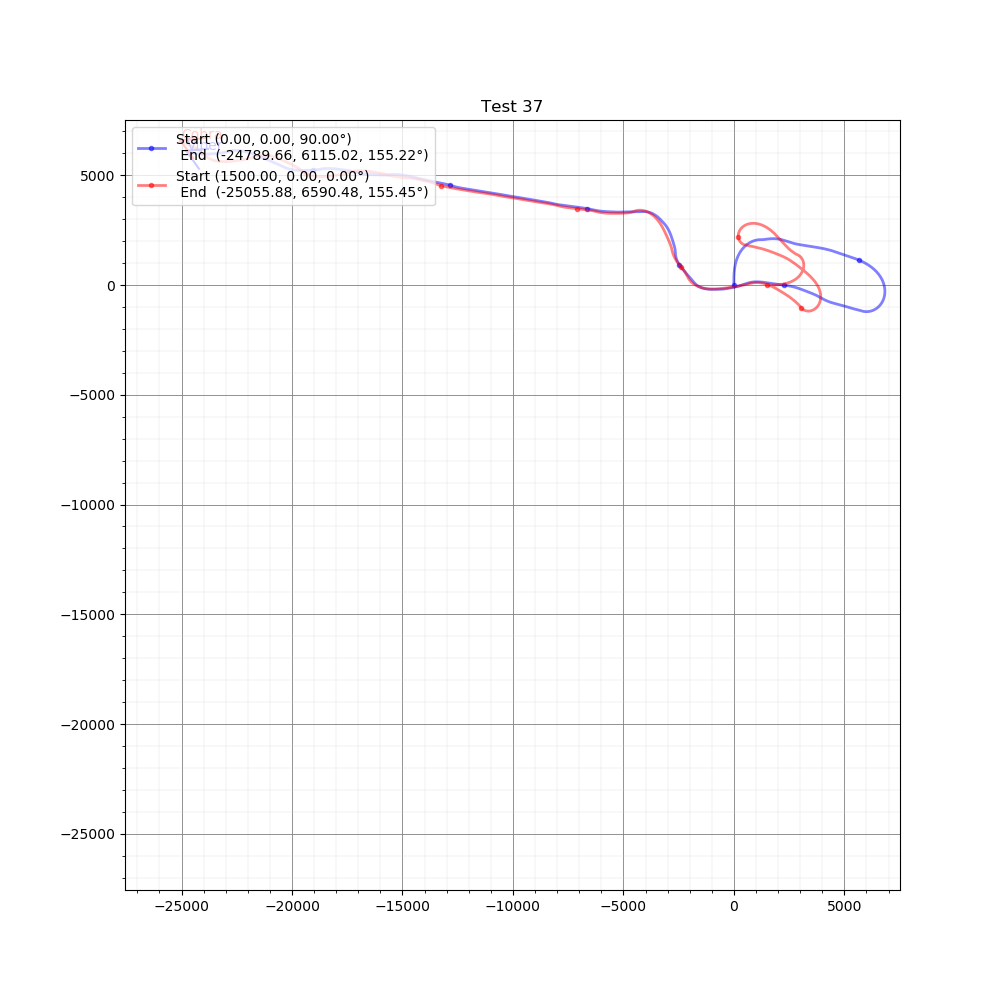 Test 37
Start (0.00, 0.00, 90.00°)
End (-24789.66, 6115.02, 155.22°)
Start (1500.00, 0.00, 0.00°)
End (-25055.88, 6590.48, 155.45°)
5000
0
−5000
−10000
−15000
−20000
−25000
−25000 −20000 −15000 −10000 −5000 0 5000